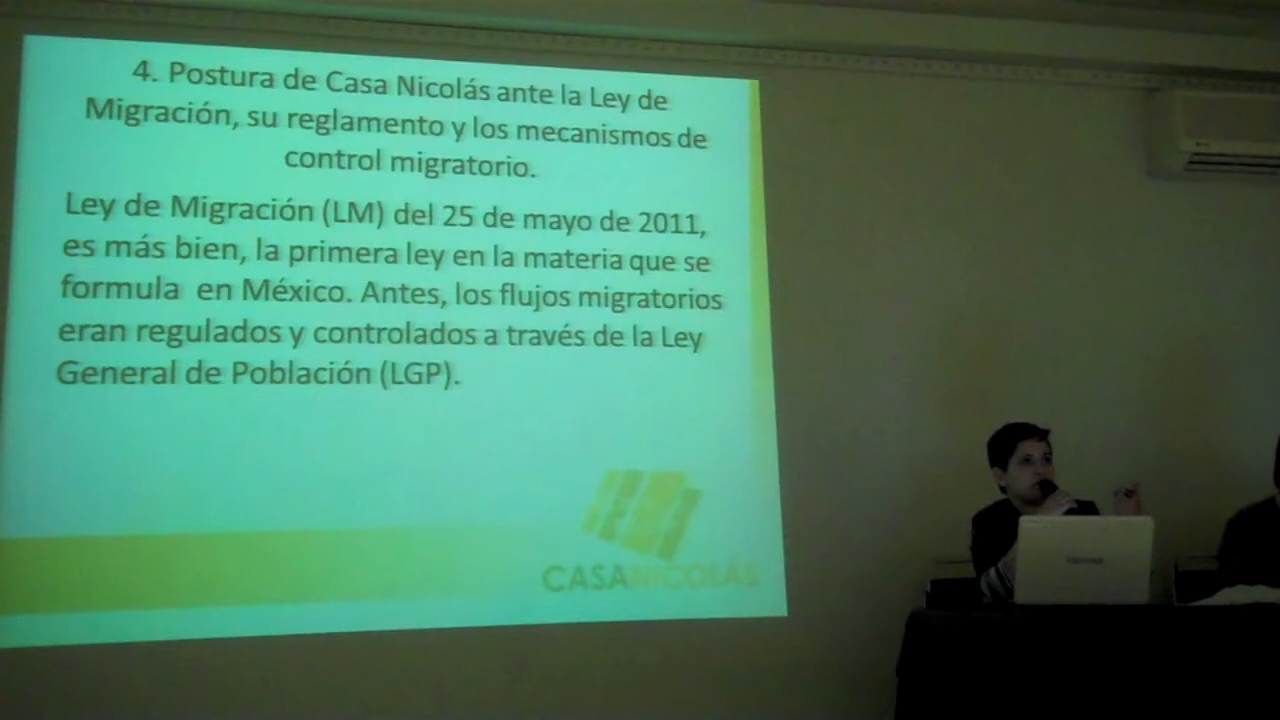 4. Postura de Casa Nicolás ante la Ley de
Migración, su reglamento y los mecanismos de
control migratorio.
Ley de Migración (LM) del 25 de mayo de 2011,
es más bien, la primera ley en la materia que se
formula en México. Antes, los flujos migratorios
eran regulados y controlados a través de la Ley
General de Población (LGP).
CASANICOLÁS